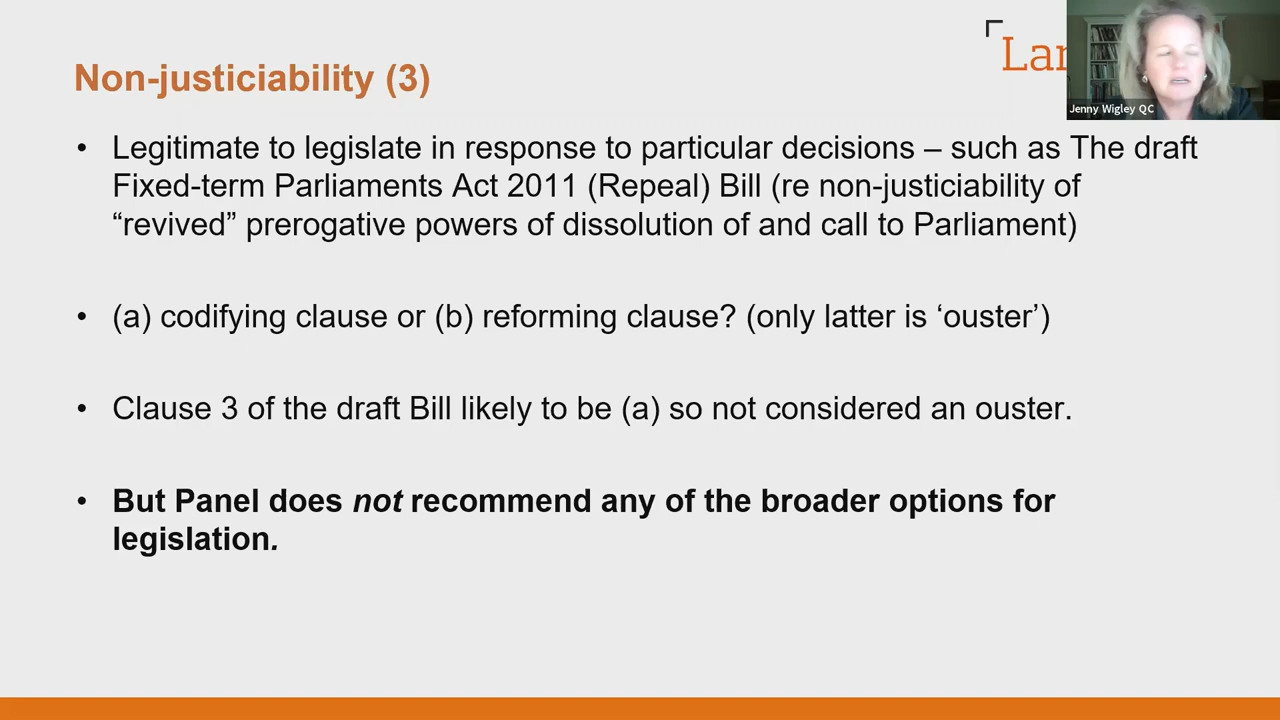 Non-justiciability (3)
Lan
Jenny Wigley QC
• Legitimate to legislate in response to particular decisions – such as The draft
Fixed-term Parliaments Act 2011 (Repeal) Bill (re non-justiciability of
“revived” prerogative powers of dissolution of and call to Parliament)
• (a) codifying clause or (b) reforming clause? (only latter is ‘ouster’)
• Clause 3 of the draft Bill likely to be (a) so not considered an ouster.
• But Panel does not recommend any of the broader options for
legislation.